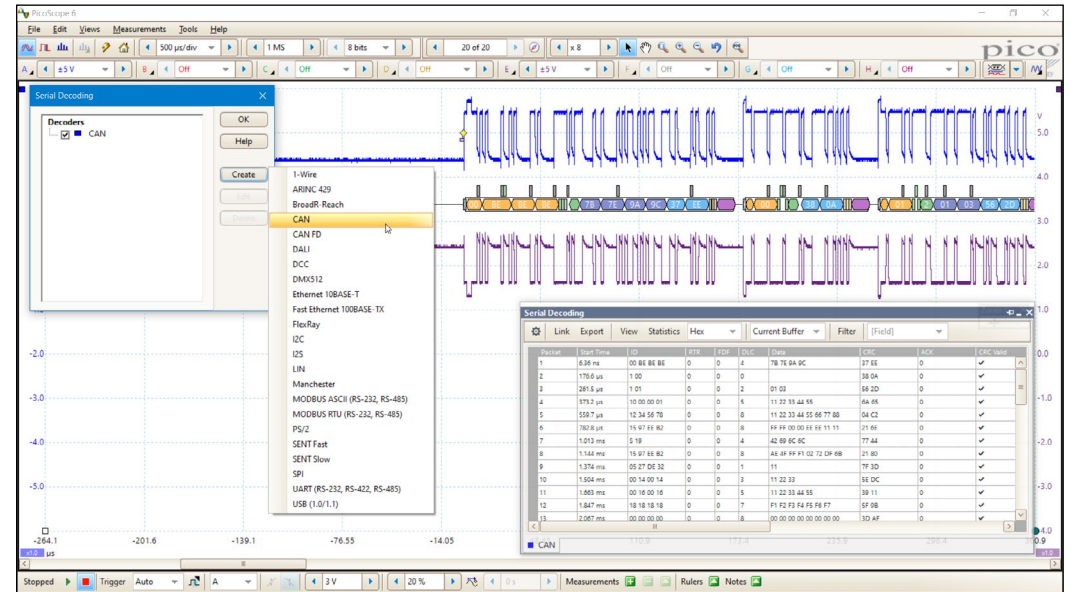 PicoScope 6
File Edit Views Measurements Tools Help
500 µs/div 1 MS 8 bits 20 of 20 x 8
pico
A ±5 V B Off C Off D Off E ±5 V F Off G Off H Off
Serial Decoding
Decoders
CAN
OK
Help
Create
Edit
Delete
1-Wire
ARINC 429
BroadR-Reach
CAN
CAN FD
DALI
DCC
DMX512
Ethernet 10BASE-T
Fast Ethernet 100BASE-TX
FlexRay
I2C
I2S
LIN
Manchester
MODBUS ASCII (RS-232, RS-485)
MODBUS RTU (RS-232, RS-485)
PS/2
SENT Fast
SENT Slow
SPI
UART (RS-232, RS-422, RS-485)
USB (1.0/1.1)
V
5.0
4.0
3.0
2.0
1.0
0.0
-1.0
-2.0
-3.0
-4.0
00 BE BE BE 7B 7E 9A 9C 37 EE 00 38 0A 01 01 03 56 2D
-2.0
-3.0
-4.0
-5.0
Serial Decoding
Link Export View Statistics Hex Current Buffer Filter [Field]
Packet Start Time ID RTR FDF DLC Data CRC ACK CRC Valid
1 6.36 ns 00 BE BE BE 0 0 4 7B 7E 9A 9C 37 EE 0
2 170.6 µs 1 00 0 0 0 38 0A 0
3 261.5 µs 1 01 0 0 2 01 03 56 2D 0
4 373.2 µs 10 00 00 01 0 0 5 11 22 33 44 55 6A 65 0
5 559.7 µs 12 34 56 78 0 0 8 11 22 33 44 55 66 77 88 04 C2 0
6 782.8 µs 15 97 EE B2 0 0 8 FF FF 00 00 EE EE 11 11 21 6E 0
7 1.013 ms 5 19 0 0 4 42 69 6C 6C 77 44 0
8 1.144 ms 15 97 EE B2 0 0 8 AE 4F FF F1 02 72 DF 6B 21 80 0
9 1.374 ms 05 27 DE 32 0 0 1 11 7F 3D 0
10 1.504 ms 00 14 00 14 0 0 3 11 22 33 5E DC 0
11 1.663 ms 00 16 00 16 0 0 5 11 22 33 44 55 39 11 0
12 1.847 ms 18 18 18 18 0 0 7 F1 F2 F3 F4 F5 F6 F7 5F 9B 0
13 2.067 ms 00 00 00 00 0 0 8 00 00 00 00 00 00 00 00 3D AF 0
CAN
-264.1 -201.6 -139.1 -76.55 -14.05 110.9 173.4 235.9 298.4
x1.0 µs x1.0
Stopped Trigger Auto A 3 V 20 % 0 s Measurements Rulers Notes